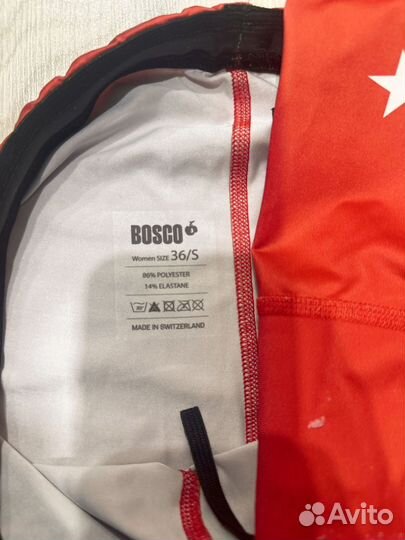 BOSCO
Women SIZE 36/S
86% POLYESTER
14% ELASTANE
MADE IN SWITZERLAND
Avito